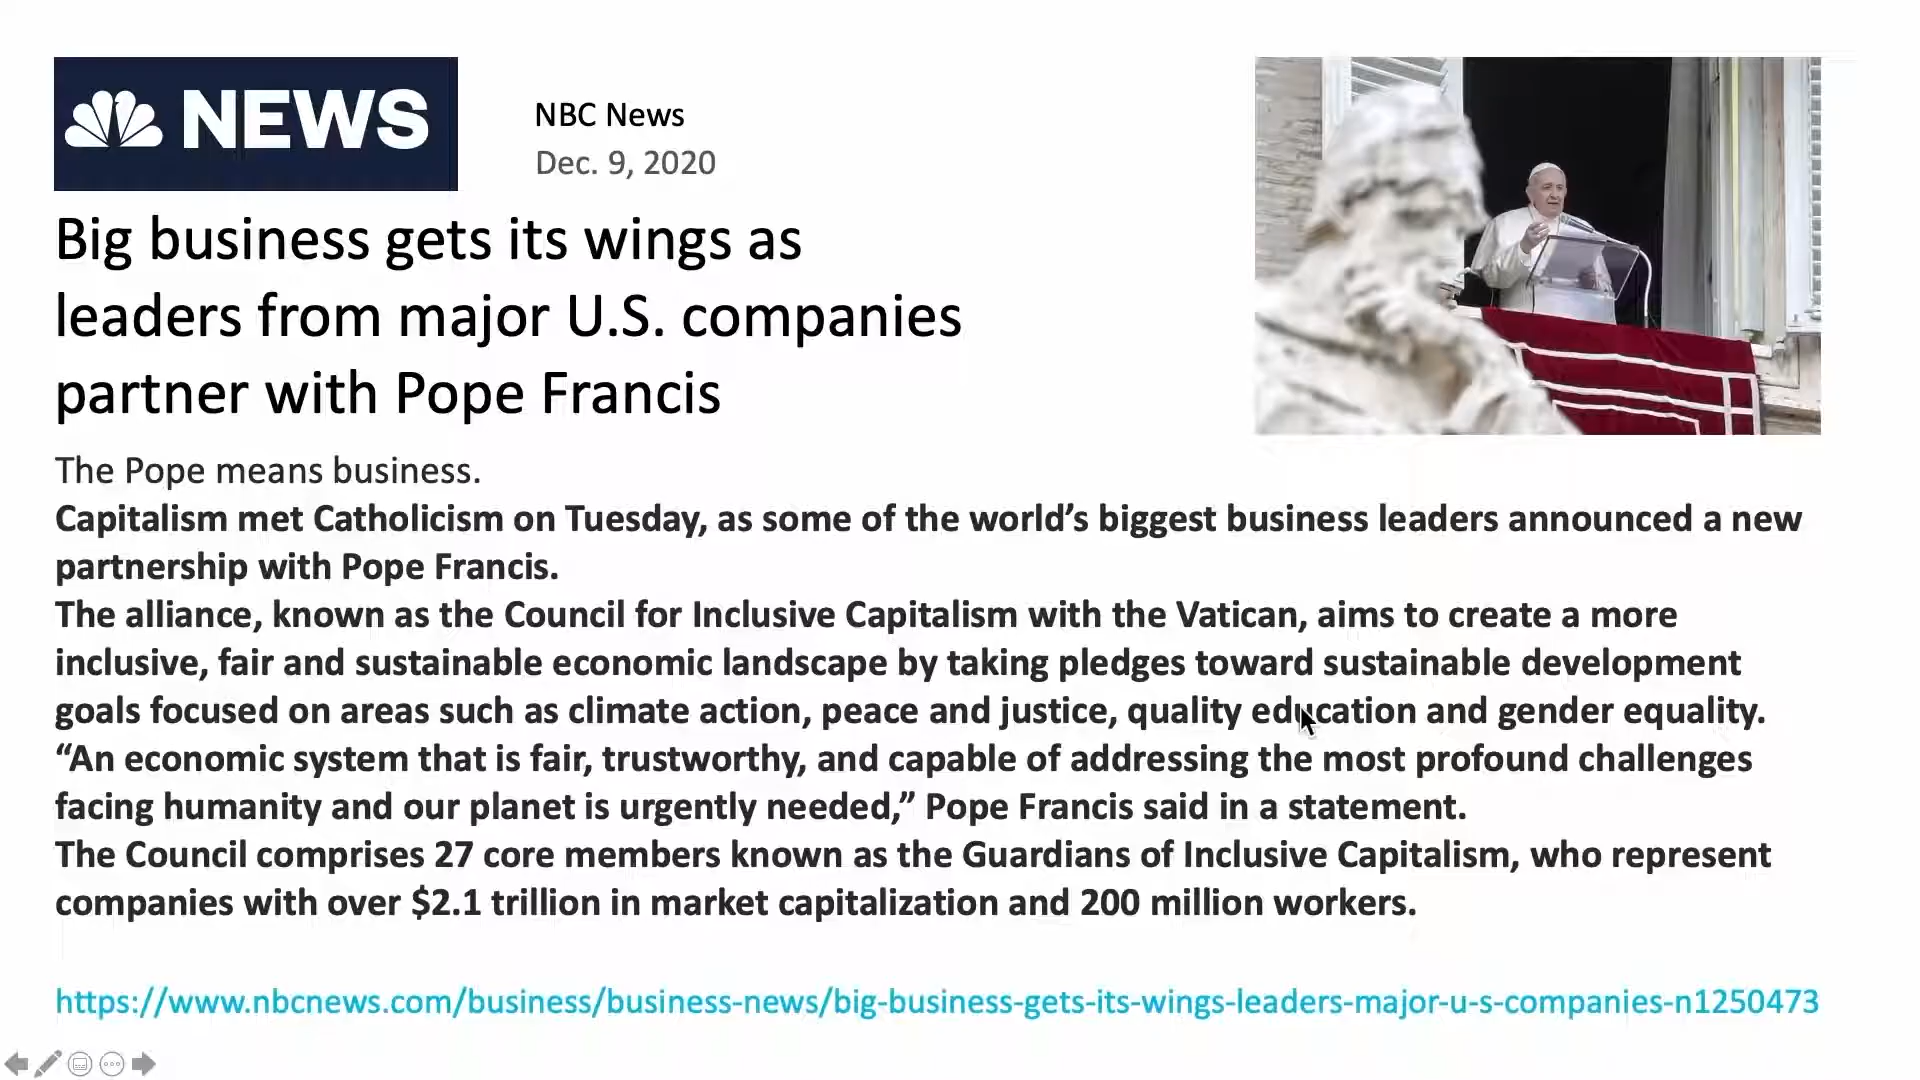 NEWS
NBC News
Dec. 9, 2020
Big business gets its wings as
leaders from major U.S. companies
partner with Pope Francis
The Pope means business.
Capitalism met Catholicism on Tuesday, as some of the world’s biggest business leaders announced a new
partnership with Pope Francis.
The alliance, known as the Council for Inclusive Capitalism with the Vatican, aims to create a more
inclusive, fair and sustainable economic landscape by taking pledges toward sustainable development
goals focused on areas such as climate action, peace and justice, quality education and gender equality.
“An economic system that is fair, trustworthy, and capable of addressing the most profound challenges
facing humanity and our planet is urgently needed,” Pope Francis said in a statement.
The Council comprises 27 core members known as the Guardians of Inclusive Capitalism, who represent
companies with over $2.1 trillion in market capitalization and 200 million workers.
https://www.nbcnews.com/business/business-news/big-business-gets-its-wings-leaders-major-u-s-companies-n1250473